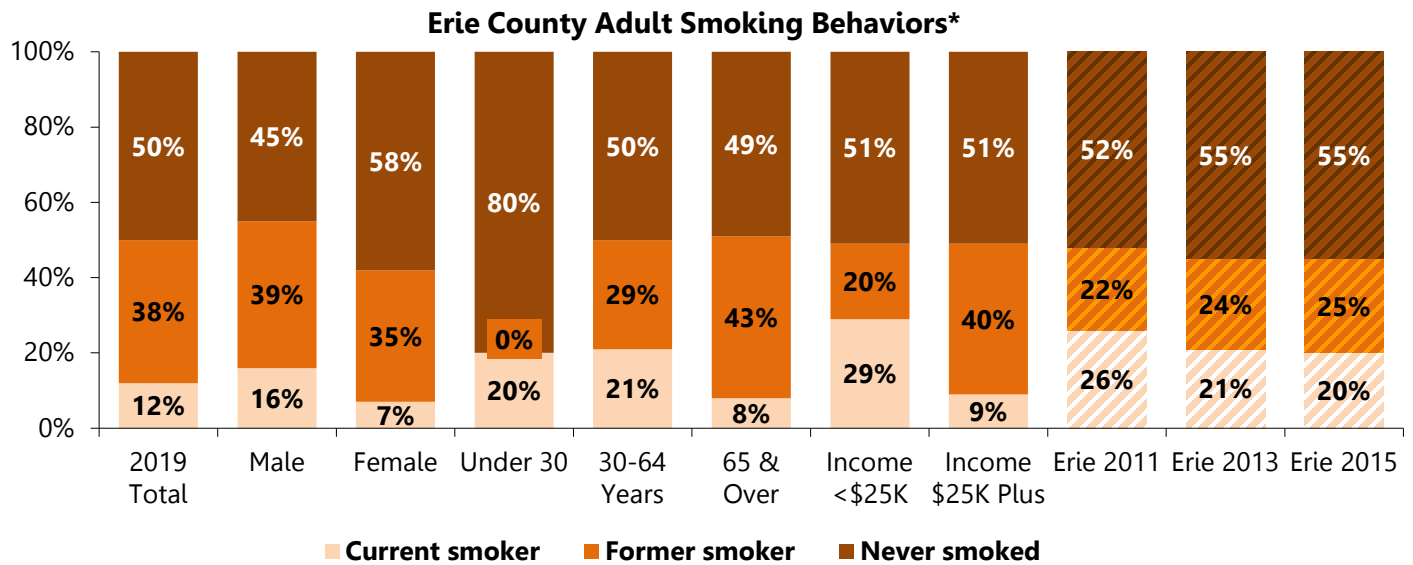 Erie County Adult Smoking Behaviors*
100%
80%
60%
40%
20%
0%
50%
38%
12%
45%
39%
16%
58%
35%
7%
80%
0%
20%
50%
29%
21%
49%
43%
8%
51%
20%
29%
51%
40%
9%
52%
22%
26%
55%
24%
21%
55%
25%
20%
2019
Total
Male
Female
Under 30
30-64
Years
65 &
Over
Income
<$25K
Income
$25K Plus
Erie 2011
Erie 2013
Erie 2015
Current smoker
Former smoker
Never smoked